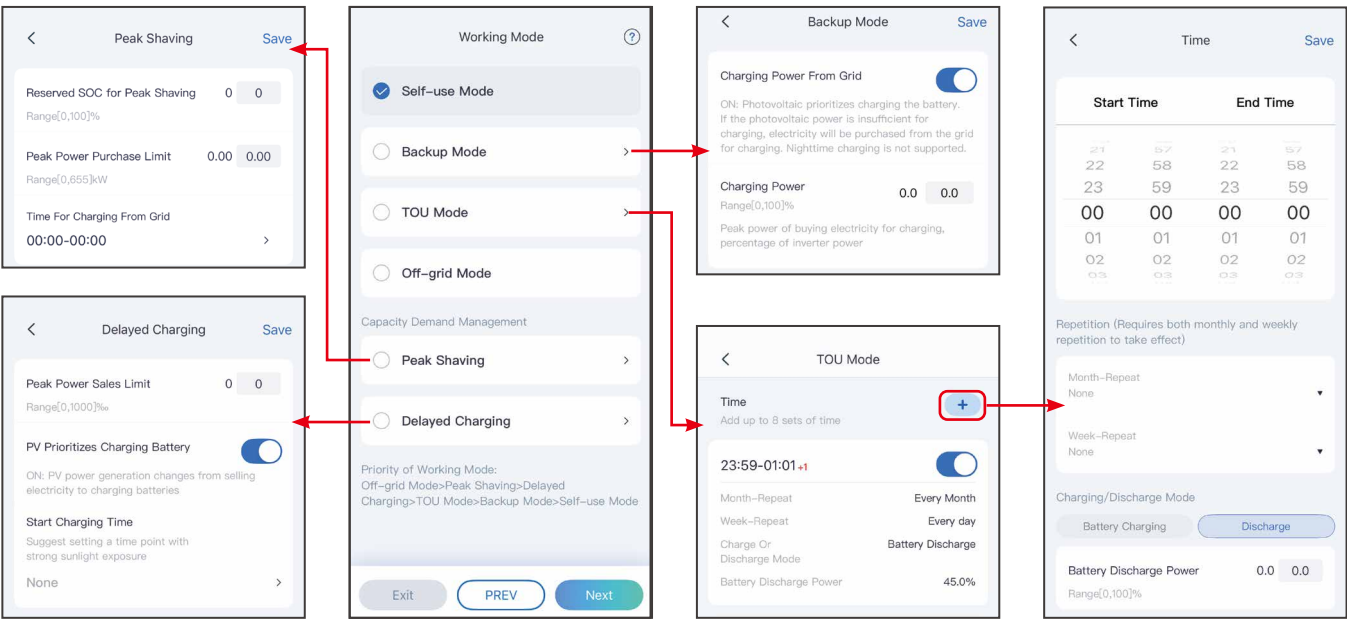 Peak Shaving
Save
Reserved SOC for Peak Shaving 0 0
Range[0,100]%
Peak Power Purchase Limit 0.00 0.00
Range[0,655]kW
Time For Charging From Grid
00:00-00:00
Delayed Charging
Save
Peak Power Sales Limit 0 0
Range[0,1000]‰
PV Prioritizes Charging Battery
ON: PV power generation changes from selling
electricity to charging batteries
Start Charging Time
Suggest setting a time point with
strong sunlight exposure
None
Working Mode
?
Self-use Mode
Backup Mode
TOU Mode
Off-grid Mode
Capacity Demand Management
Peak Shaving
Delayed Charging
Priority of Working Mode:
Off-grid Mode>Peak Shaving>Delayed
Charging>TOU Mode>Backup Mode>Self-use Mode
Exit
PREV
Next
Backup Mode
Save
Charging Power From Grid
ON: Photovoltaic prioritizes charging the battery.
If the photovoltaic power is insufficient for
charging, electricity will be purchased from the grid
for charging. Nighttime charging is not supported.
Charging Power 0.0 0.0
Range[0,100]%
Peak power of buying electricity for charging,
percentage of inverter power
TOU Mode
Time
+
Add up to 8 sets of time
23:59-01:01 +1
Month-Repeat Every Month
Week-Repeat Every day
Charge Or Battery Discharge
Discharge Mode
Battery Discharge Power 45.0%
Time
Save
Start Time End Time
21 57 21 57
22 58 22 58
23 59 23 59
00 00 00 00
01 01 01 01
02 02 02 02
03 03 03 03
Repetition (Requires both monthly and weekly
repetition to take effect)
Month-Repeat
None
Week-Repeat
None
Charging/Discharge Mode
Battery Charging
Discharge
Battery Discharge Power 0.0 0.0
Range[0,100]%